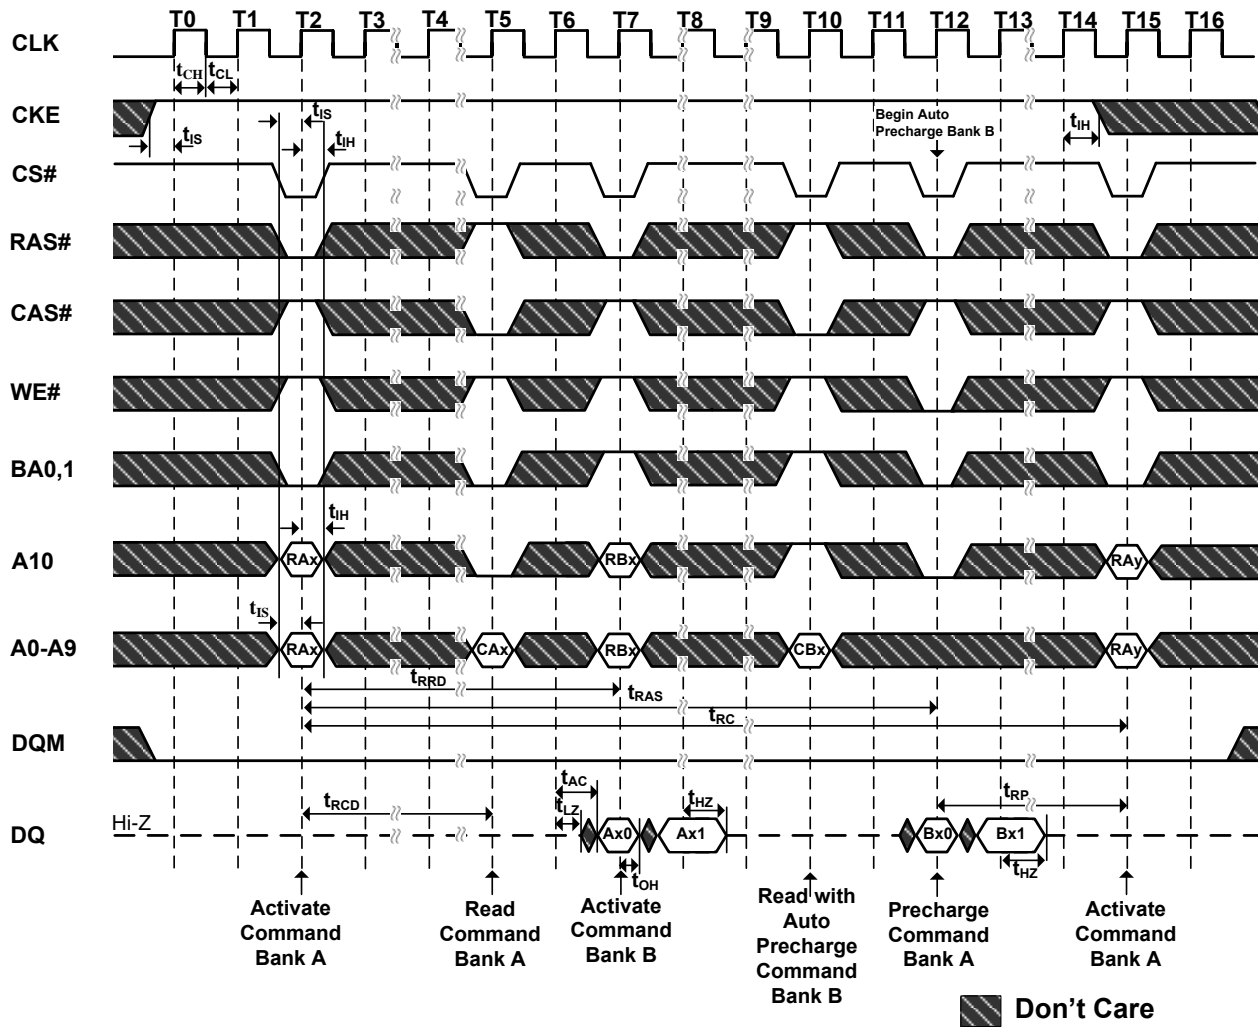 T0 T1 T2 T3 T4 T5 T6 T7 T8 T9 T10 T11 T12 T13 T14 T15 T16
CLK
tCH tCL
CKE
tIS
tIS
tIH
Begin Auto
Precharge Bank B
tIH
CS#
RAS#
CAS#
WE#
BA0,1
tIH
A10
RAx
RBx
RAy
tIS
A0-A9
RAx
CAx
RBx
CBx
RAy
tRRD
tRAS
tRC
DQM
tRCD
tAC
tLZ
tHZ
tRP
Hi-Z
DQ
Ax0
Ax1
Bx0
Bx1
tOH
tHZ
Activate
Command
Bank A
Read
Command
Bank A
Activate
Command
Bank B
Read with
Auto
Precharge
Command
Bank B
Precharge
Command
Bank A
Activate
Command
Bank A
Don't Care